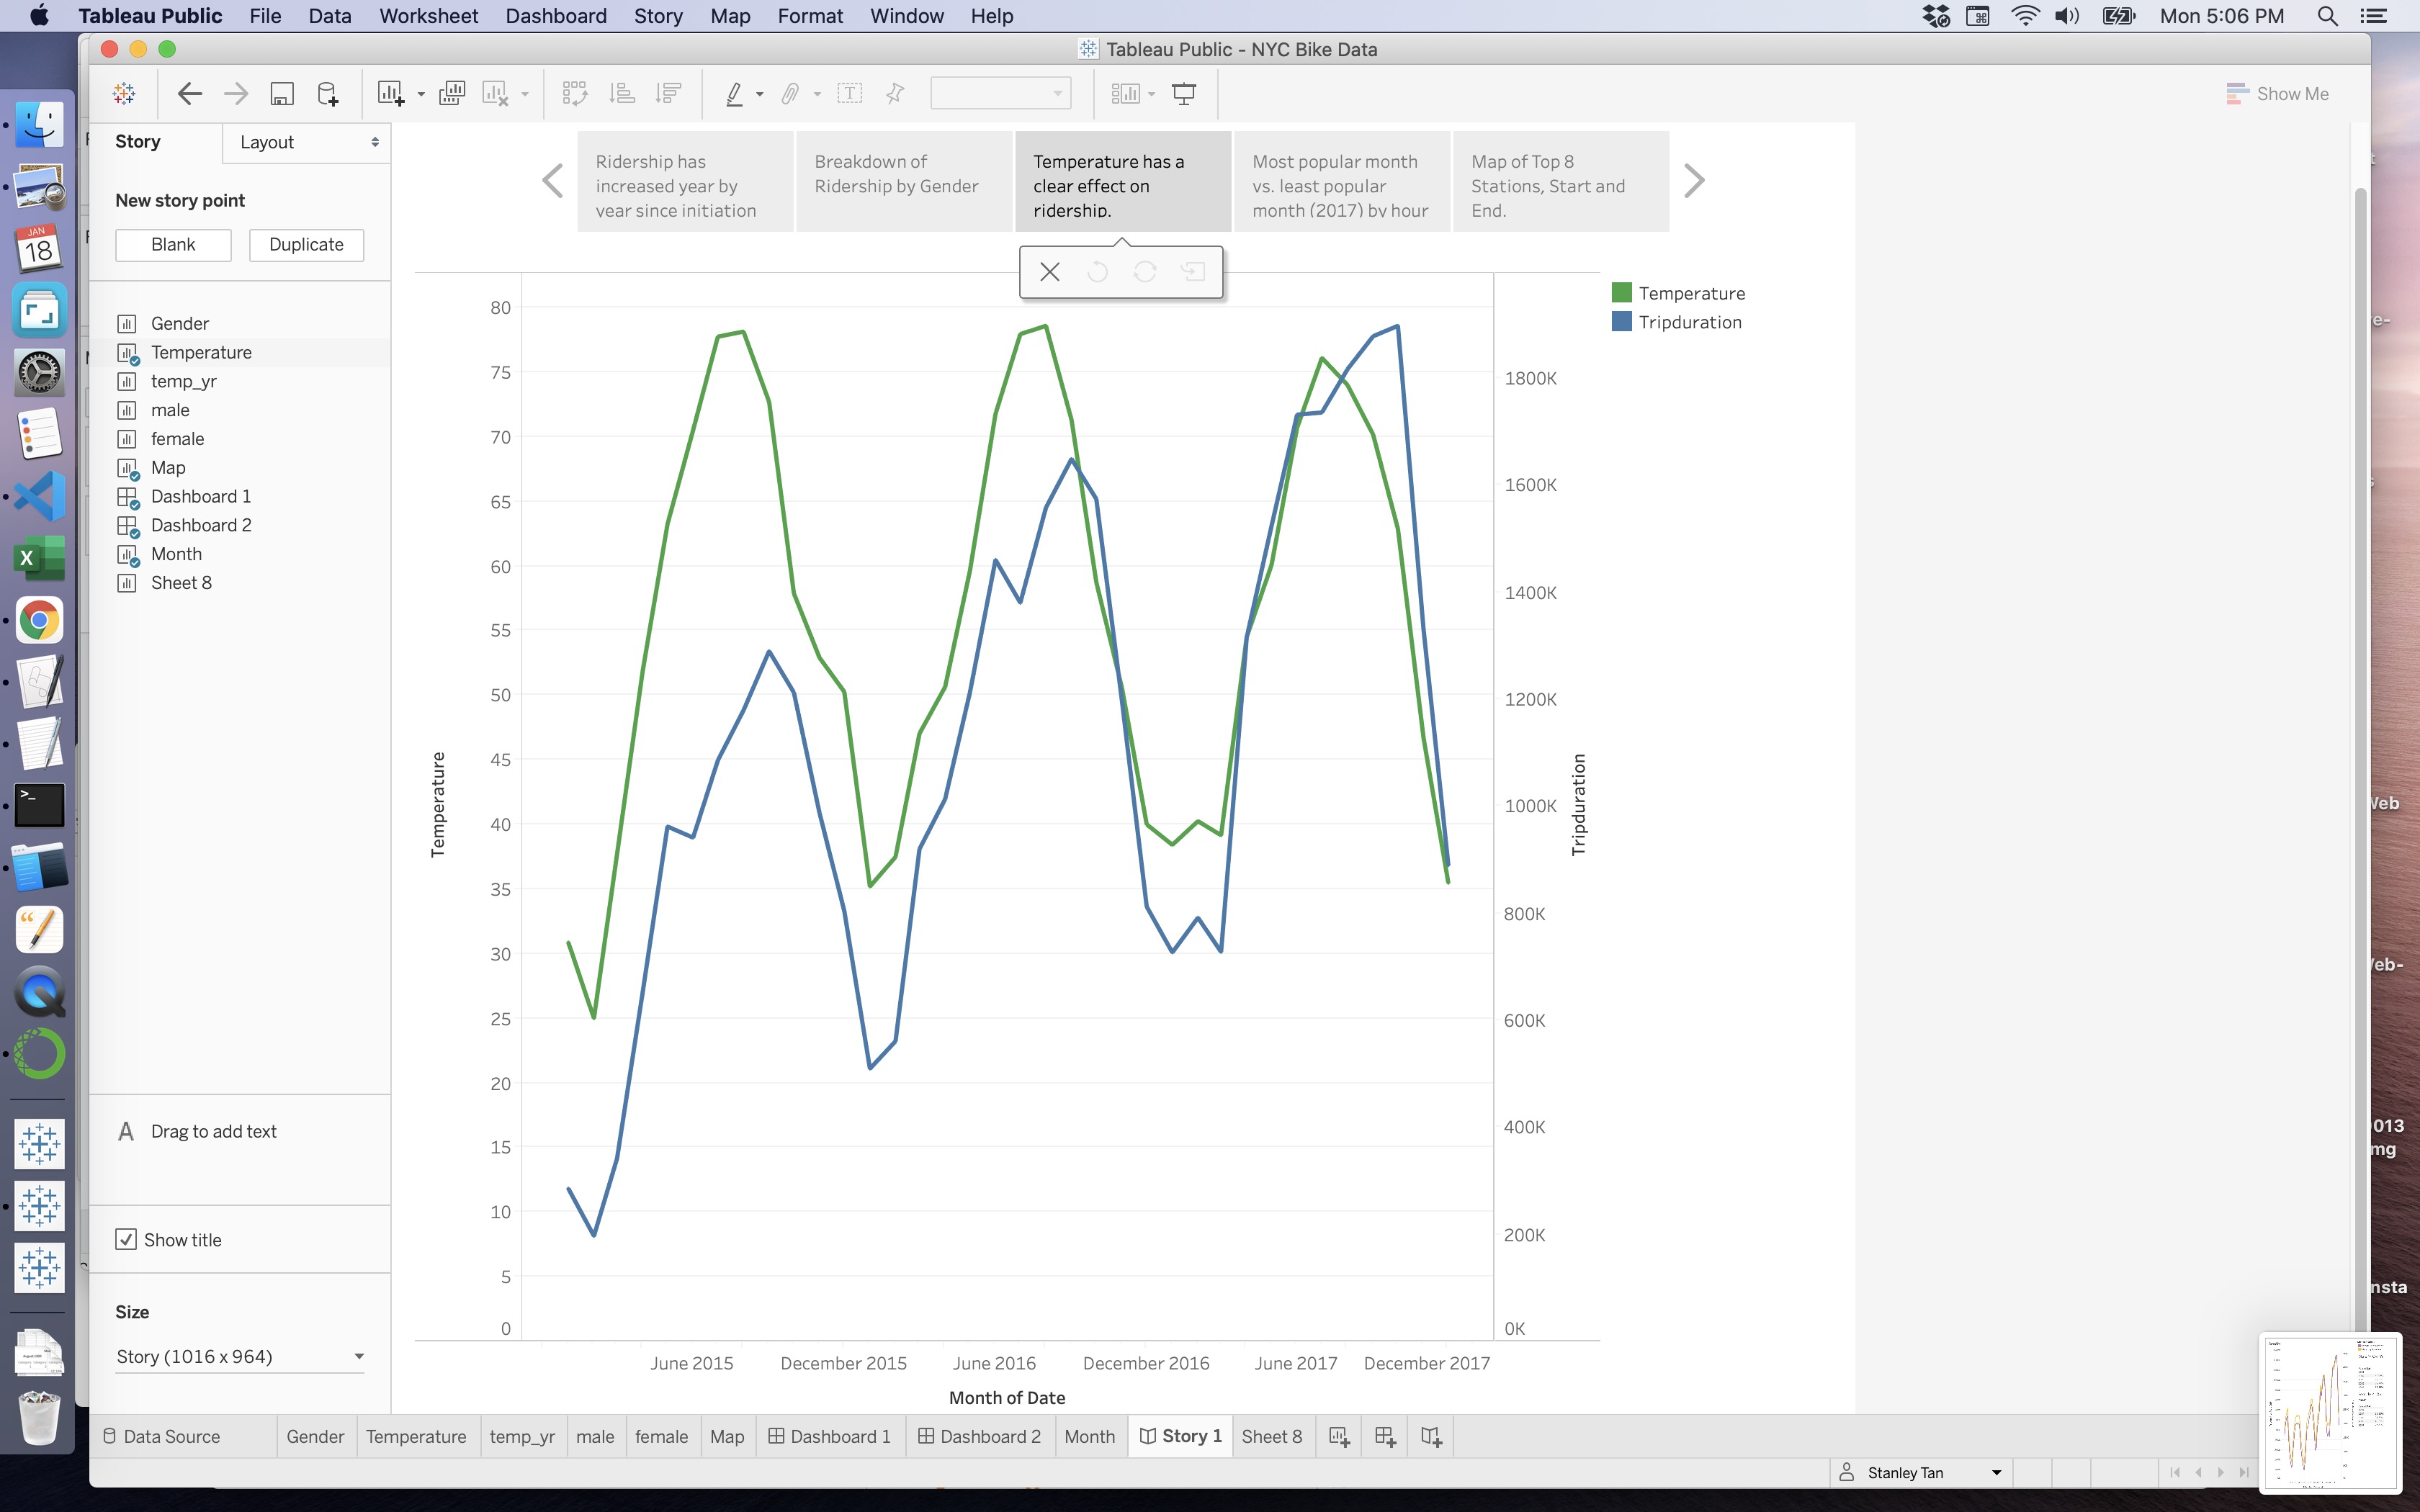 Tableau Public File Data Worksheet Dashboard Story Map Format Window Help Mon 5:06 PM
Tableau Public - NYC Bike Data
Show Me
Story Layout
New story point
Blank Duplicate
Gender
Temperature
temp_yr
male
female
Map
Dashboard 1
Dashboard 2
Month
Sheet 8
A Drag to add text
Show title
Size
Story (1016 x 964)
Ridership has
increased year by
year since initiation
Breakdown of
Ridership by Gender
Temperature has a
clear effect on
ridership.
Most popular month
vs. least popular
month (2017) by hour
Map of Top 8
Stations, Start and
End.
Temperature
Tripduration
80
75
70
65
60
55
50
45
40
35
30
25
20
15
10
5
0
Temperature
1800K
1600K
1400K
1200K
1000K
800K
600K
400K
200K
0K
Tripduration
June 2015 December 2015 June 2016 December 2016 June 2017 December 2017
Month of Date
Data Source Gender Temperature temp_yr male female Map Dashboard 1 Dashboard 2 Month Story 1 Sheet 8
Stanley Tan
JAN
18